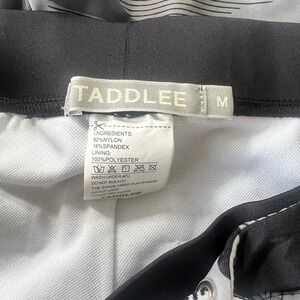 TADDLEE
M
INGREDIENTS:
82%NYLON
18%SPANDEX
LINING:
100%POLYESTER
WASH UNDER 40℃
DO NOT BLEACH